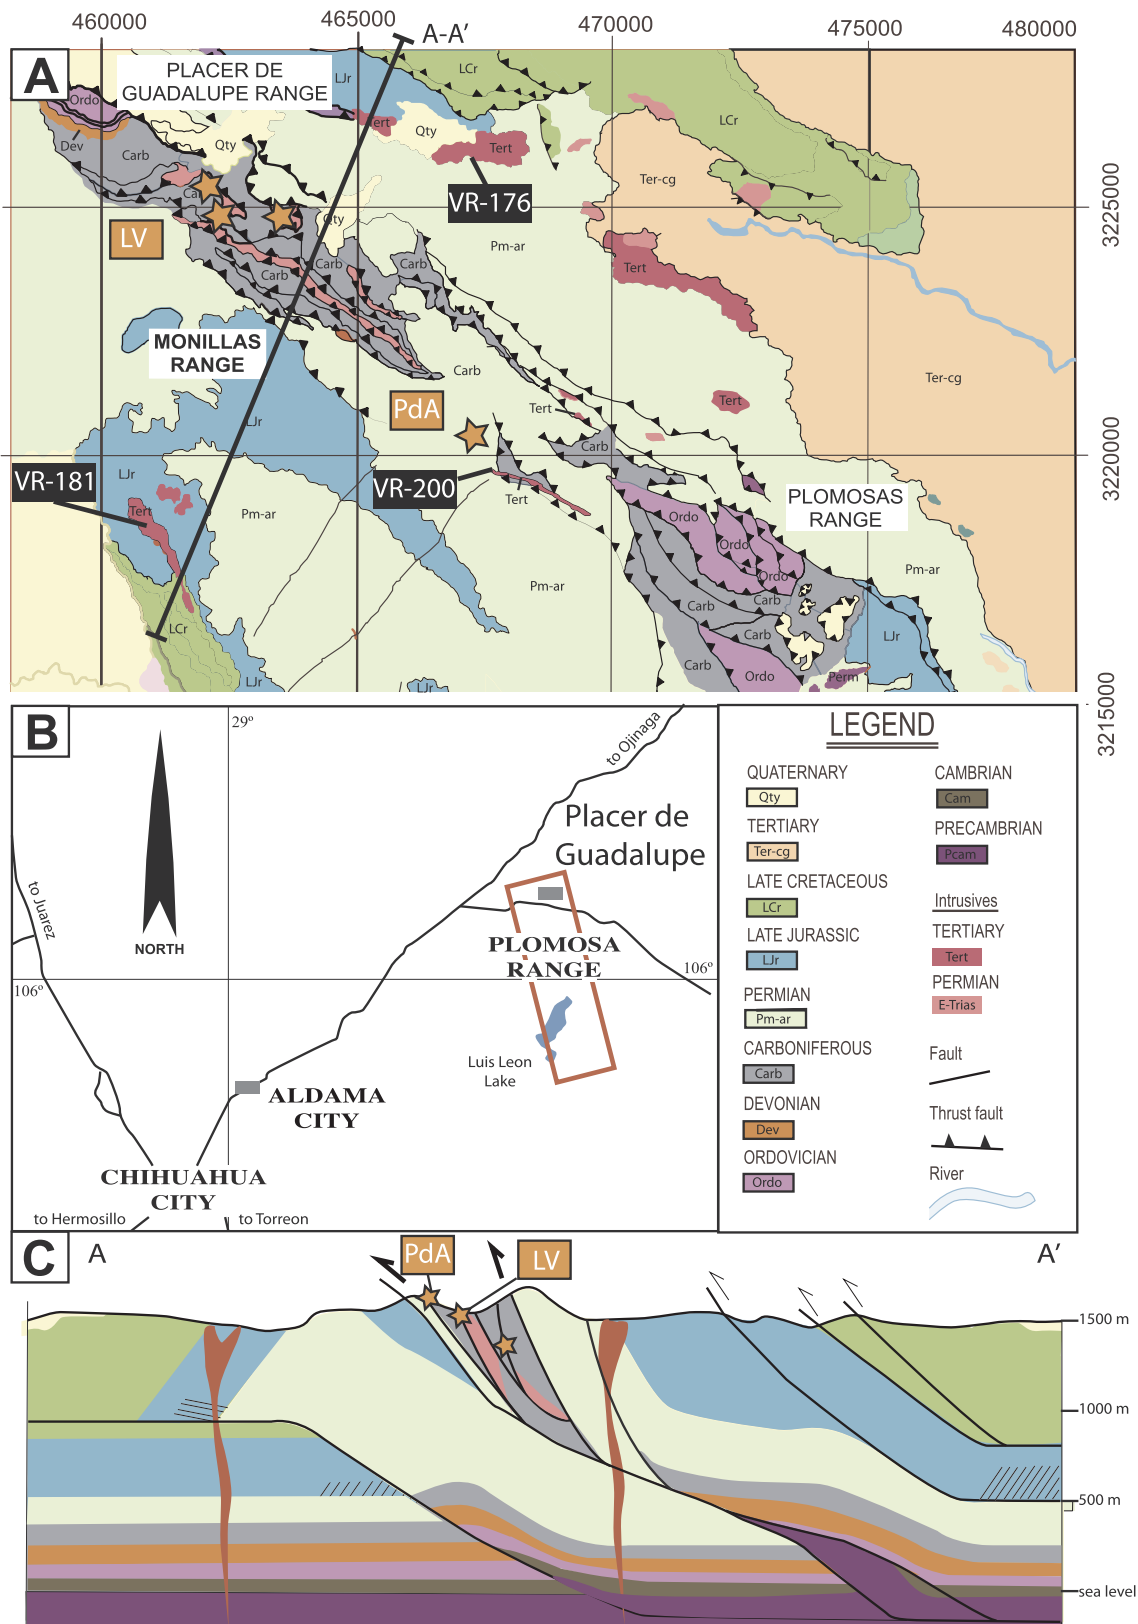 460000
465000
470000
475000
480000
A-A'
A
PLACER DE
GUADALUPE RANGE
LJr
LCr
LCr
Ordo
Dev
Carb
Qty
Tert
Qty
Tert
Ter-cg
VR-176
3225000
LV
Qty
Pm-ar
Carb
Carb
Carb
Tert
MONILLAS
RANGE
Carb
Ter-cg
PdA
Tert
Tert
LJr
Carb
3220000
LJr
VR-181
VR-200
Tert
PLOMOSAS
RANGE
Tert
Pm-ar
Ordo
Ordo
Ordo
Pm-ar
Pm-ar
Carb
Carb
LCr
Carb
LJr
Carb
Ordo
Perm
LJr
LJr
3215000
B
29º
to Ojinaga
Placer de
Guadalupe
to Juarez
NORTH
PLOMOSA
RANGE
106º
106º
Luis Leon
Lake
ALDAMA
CITY
CHIHUAHUA
CITY
to Hermosillo
to Torreon
LEGEND
QUATERNARY
Qty
TERTIARY
Ter-cg
LATE CRETACEOUS
LCr
LATE JURASSIC
LJr
PERMIAN
Pm-ar
CARBONIFEROUS
Carb
DEVONIAN
Dev
ORDOVICIAN
Ordo
CAMBRIAN
Cam
PRECAMBRIAN
Pcam
Intrusives
TERTIARY
Tert
PERMIAN
E-Trias
Fault
Thrust fault
River
C
A
PdA
LV
A'
1500 m
1000 m
500 m
sea level